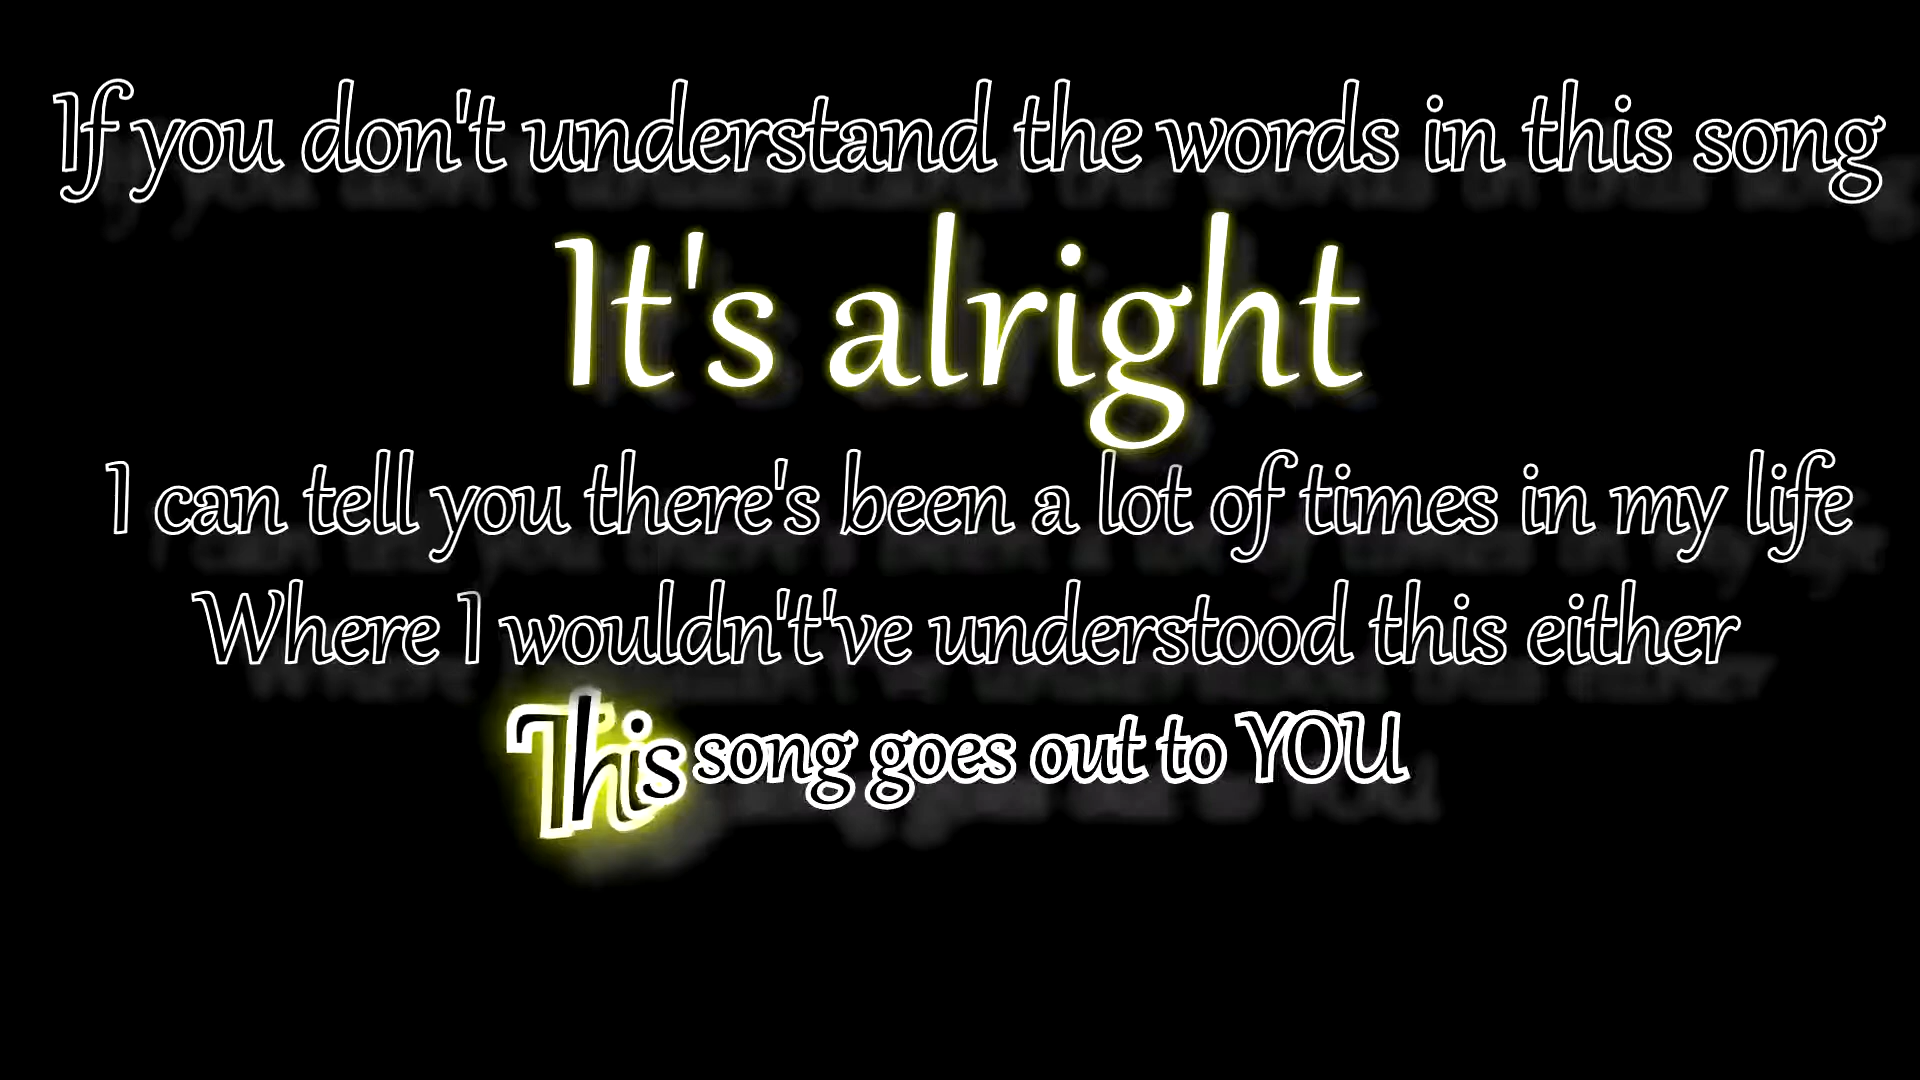 If you don't understand the words in this song
It's alright
I can tell you there's been a lot of times in my life
Where I wouldn't've understood this either
This song goes out to YOU